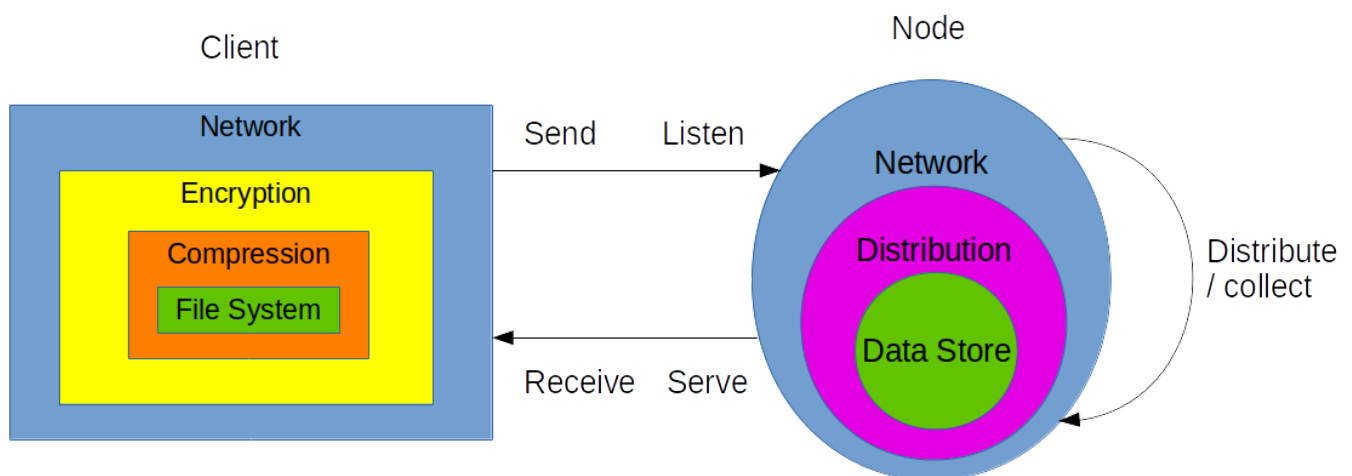 Client
Node
Network
Encryption
Compression
File System
Send Listen
Receive Serve
Network
Distribution
Data Store
Distribute
/ collect